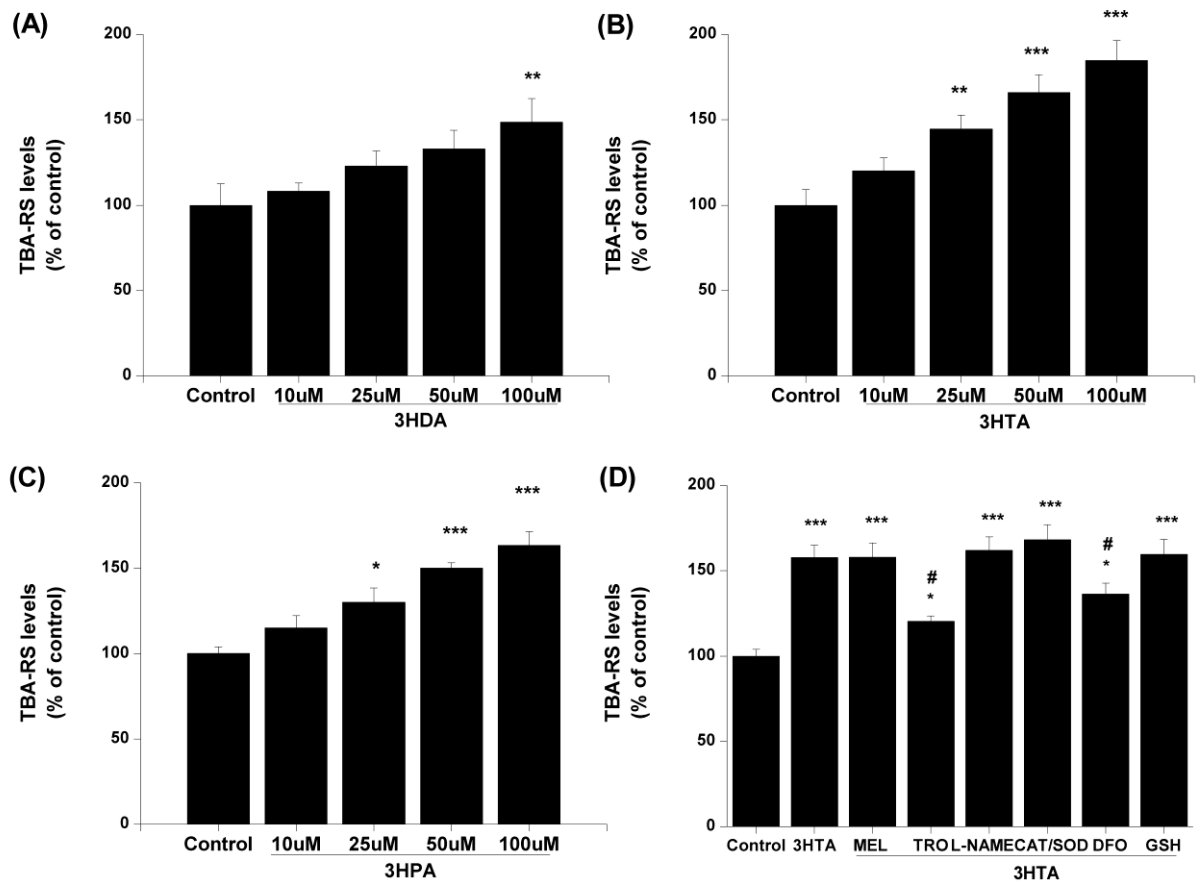 (A)
TBA-RS levels
(% of control)
200
150
100
50
0
**
Control 10uM 25uM 50uM 100uM
3HDA
(B)
TBA-RS levels
(% of control)
200
150
100
50
0
**
***
***
Control 10uM 25uM 50uM 100uM
3HTA
(C)
TBA-RS levels
(% of control)
200
150
100
50
0
*
***
***
Control 10uM 25uM 50uM 100uM
3HPA
(D)
TBA-RS levels
(% of control)
200
150
100
50
0
***
***
#
*
***
***
#
*
***
Control 3HTA MEL TRO L-NAME CAT/SOD DFO GSH
3HTA